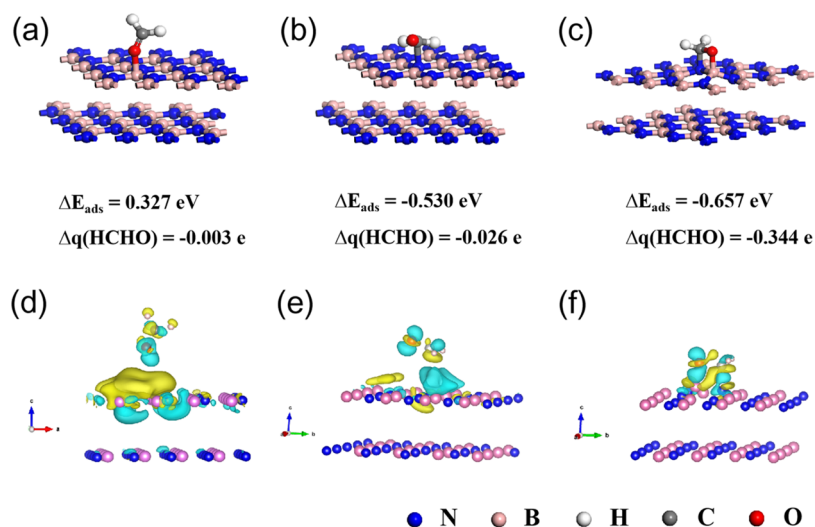 (a) (b) (c)
ΔEads = 0.327 eV ΔEads = -0.530 eV ΔEads = -0.657 eV
Δq(HCHO) = -0.003 e Δq(HCHO) = -0.026 e Δq(HCHO) = -0.344 e
(d) (e) (f)
c c c
a b b
N B H C O